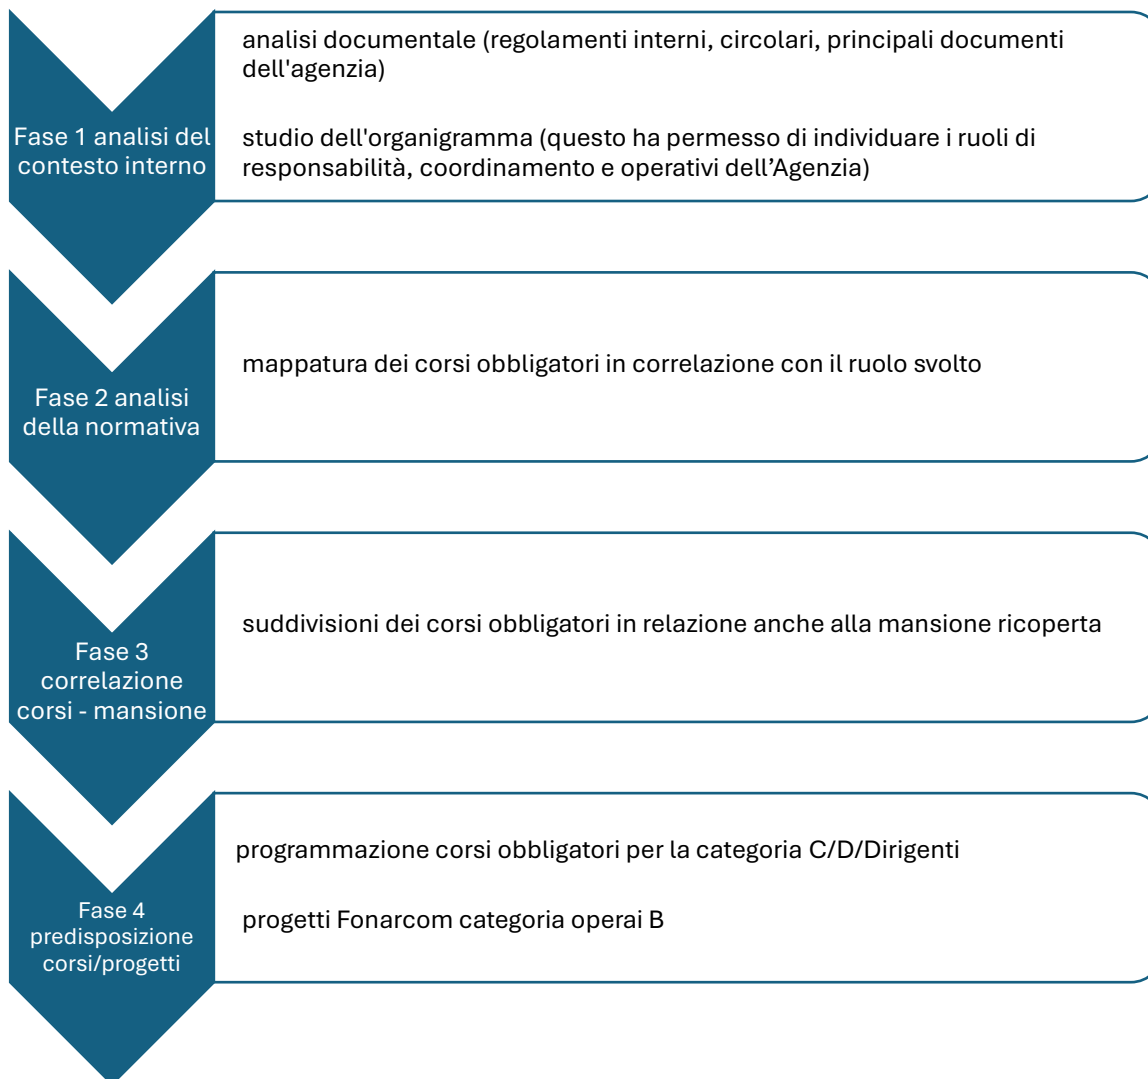 Fase 1 analisi del
contesto interno
analisi documentale (regolamenti interni, circolari, principali documenti
dell'agenzia)
studio dell'organigramma (questo ha permesso di individuare i ruoli di
responsabilità, coordinamento e operativi dell’Agenzia)
Fase 2 analisi
della normativa
mappatura dei corsi obbligatori in correlazione con il ruolo svolto
Fase 3
correlazione
corsi - mansione
suddivisioni dei corsi obbligatori in relazione anche alla mansione ricoperta
Fase 4
predisposizione
corsi/progetti
programmazione corsi obbligatori per la categoria C/D/Dirigenti
progetti Fonarcom categoria operai B